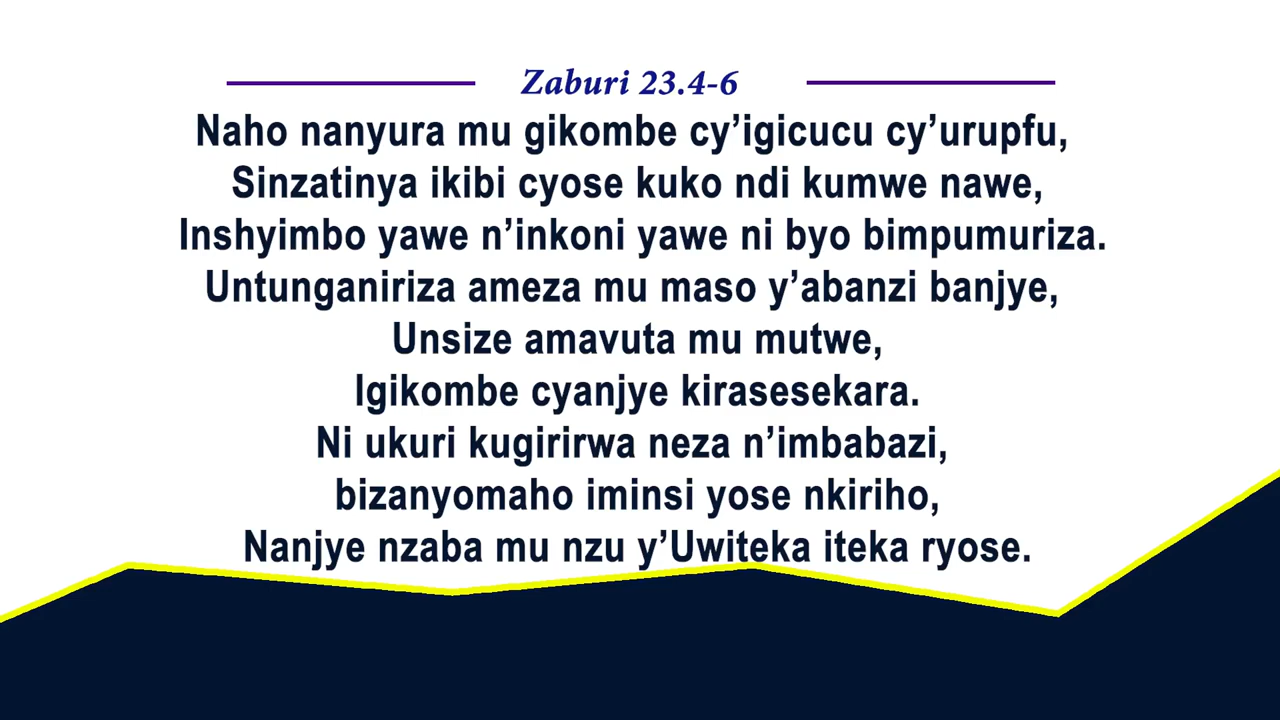 Zaburi 23.4-6
Naho nanyura mu gikombe cy’igicucu cy’urupfu,
Sinzatinya ikibi cyose kuko ndi kumwe nawe,
Inshyimbo yawe n’inkoni yawe ni byo bimpumuriza.
Untunganiriza ameza mu maso y’abanzi banjye,
Unsize amavuta mu mutwe,
Igikombe cyanjye kirasesekara.
Ni ukuri kugirirwa neza n’imbabazi,
bizanyomaho iminsi yose nkiriho,
Nanjye nzaba mu nzu y’Uwiteka iteka ryose.